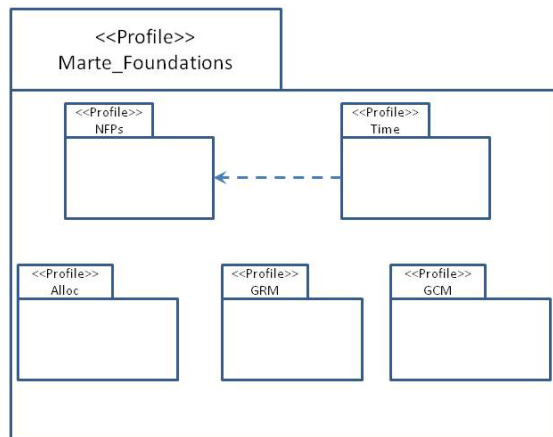 <<Profile>>
Marte_Foundations
<<Profile>>
NFPs
<<Profile>>
Time
<<Profile>>
Alloc
<<Profile>>
GRM
<<Profile>>
GCM